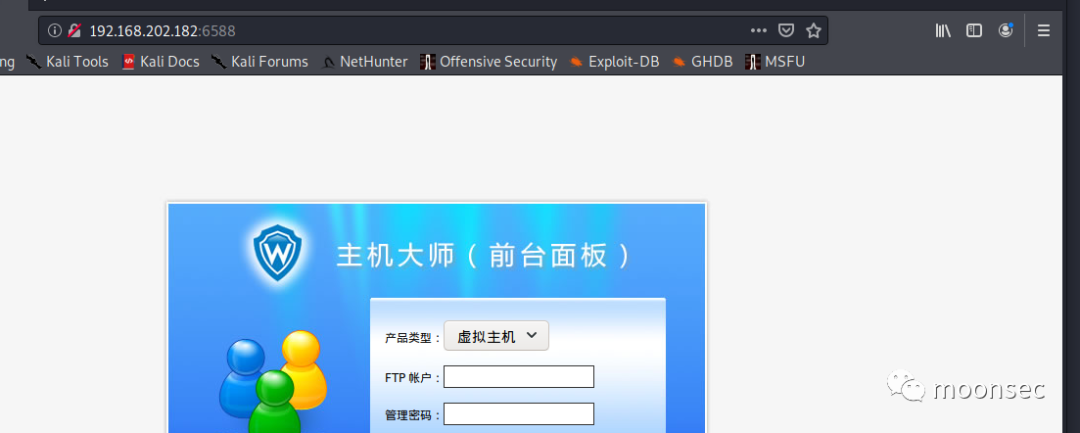 192.168.202.182:6588
ng Kali Tools Kali Docs Kali Forums NetHunter Offensive Security Exploit-DB GHDB MSFU
W
主机大师（前台面板）
产品类型：虚拟主机
FTP 帐户：
管理密码：
moonsec